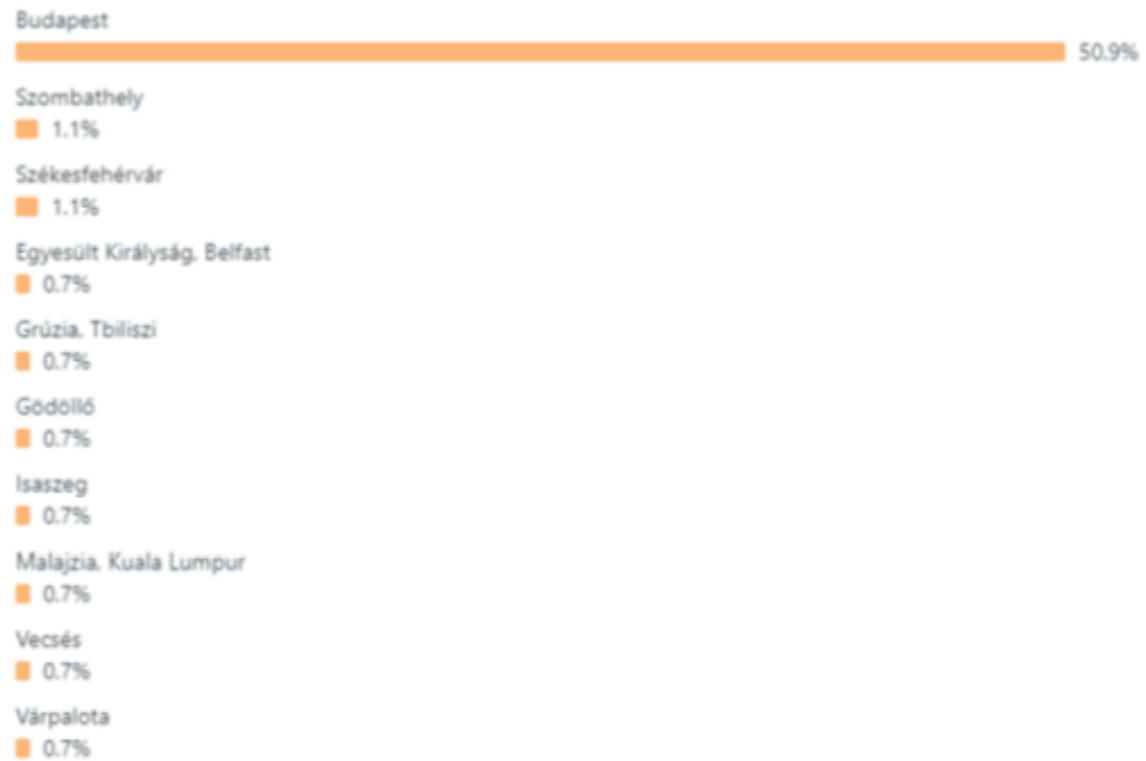 Budapest
50.9%
Szombathely
1.1%
Székesfehérvár
1.1%
Egyesült Királyság, Belfast
0.7%
Grúzia, Tbiliszi
0.7%
Gödöllő
0.7%
Isaszeg
0.7%
Malajzia, Kuala Lumpur
0.7%
Vecsés
0.7%
Várpalota
0.7%